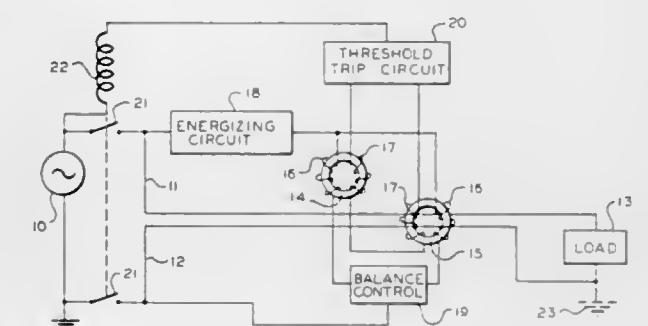 20
THRESHOLD
TRIP CIRCUIT
22
21
18
ENERGIZING
CIRCUIT
17
16
14
17
16
13
10
11
LOAD
15
21
12
BALANCE
CONTROL
19
23